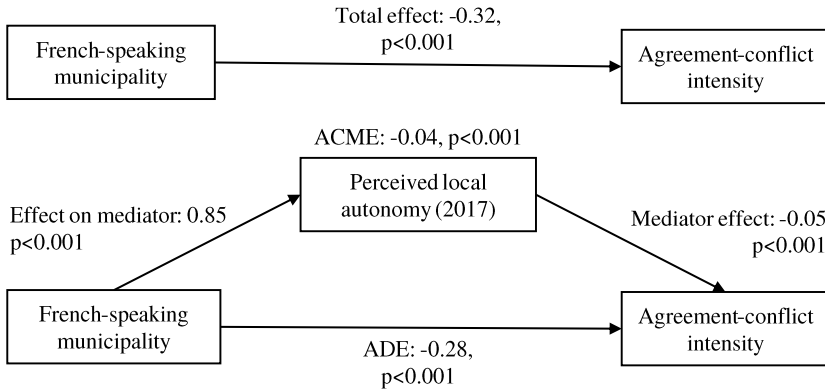 Total effect: -0.32,
p<0.001
French-speaking
municipality
Agreement-conflict
intensity
ACME: -0.04, p<0.001
Perceived local
autonomy (2017)
Effect on mediator: 0.85
p<0.001
Mediator effect: -0.05
p<0.001
French-speaking
municipality
Agreement-conflict
intensity
ADE: -0.28,
p<0.001